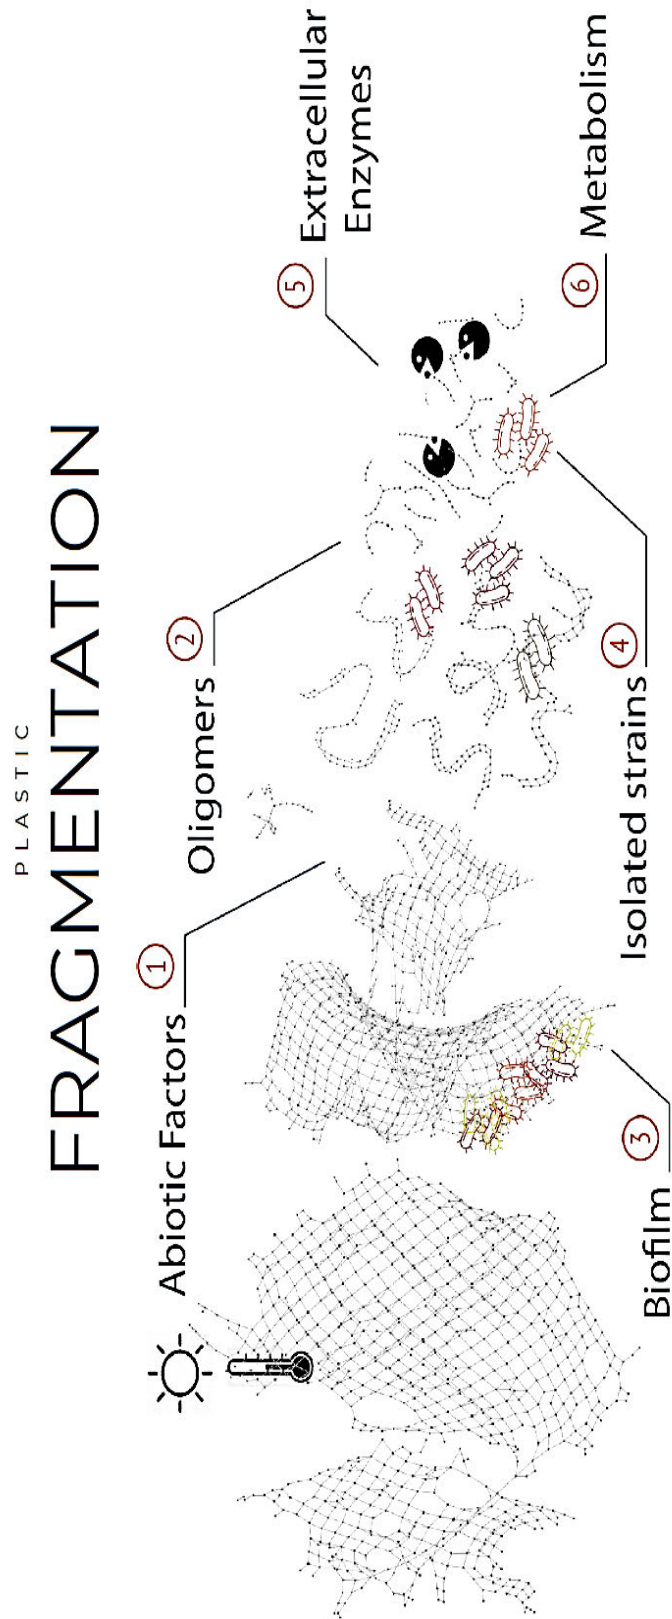 PLASTIC
FRAGMENTATION
Abiotic Factors
1
Oligomers
2
5
Extracellular
Enzymes
Biofilm
3
Isolated strains
4
6
Metabolism